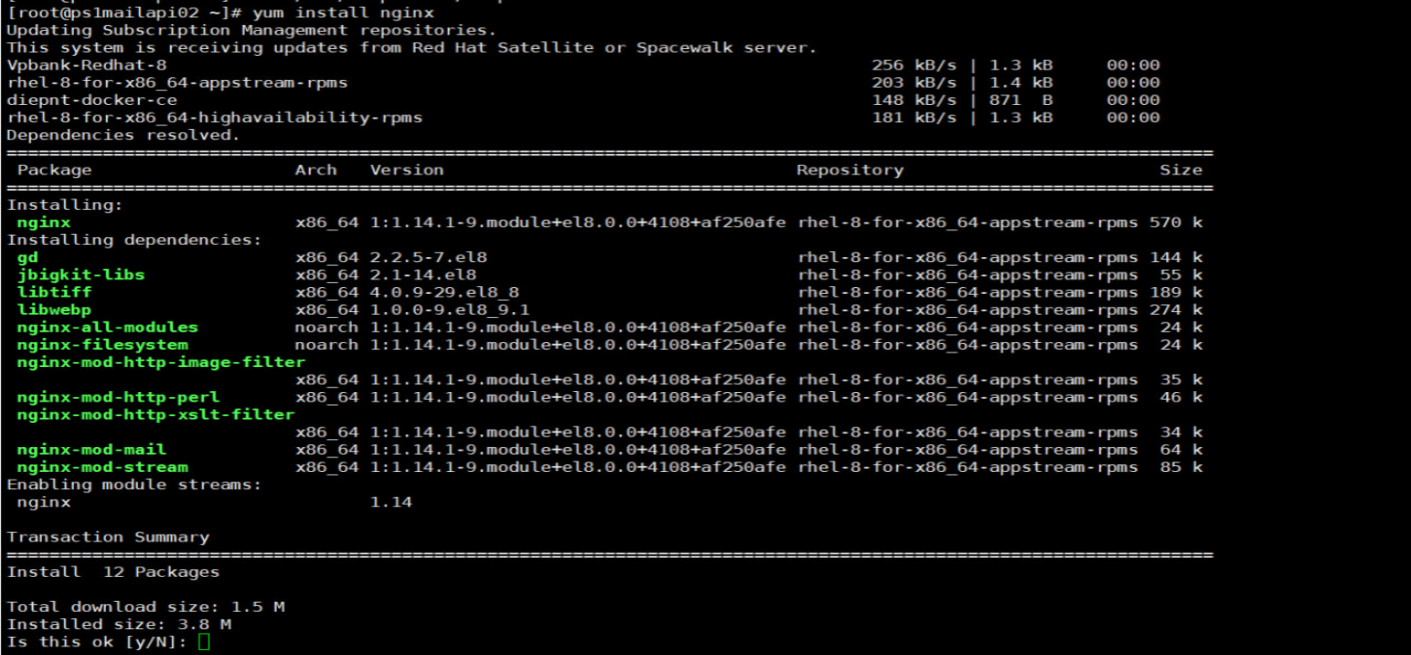 [root@ps1mailapi02 ~]# yum install nginx
Updating Subscription Management repositories.
This system is receiving updates from Red Hat Satellite or Spacewalk server.
Vpbank-Redhat-8 256 kB/s | 1.3 kB 00:00
rhel-8-for-x86_64-appstream-rpms 203 kB/s | 1.4 kB 00:00
diepnt-docker-ce 148 kB/s | 871 B 00:00
rhel-8-for-x86_64-highavailability-rpms 181 kB/s | 1.3 kB 00:00
Dependencies resolved.
================================================================================
Package Arch Version Repository Size
================================================================================
Installing:
nginx x86_64 1:1.14.1-9.module+el8.0.0+4108+af250afe rhel-8-for-x86_64-appstream-rpms 570 k
Installing dependencies:
gd x86_64 2.2.5-7.el8 rhel-8-for-x86_64-appstream-rpms 144 k
jbigkit-libs x86_64 2.1-14.el8 rhel-8-for-x86_64-appstream-rpms 55 k
libtiff x86_64 4.0.9-29.el8_8 rhel-8-for-x86_64-appstream-rpms 189 k
libwebp x86_64 1.0.0-9.el8_9.1 rhel-8-for-x86_64-appstream-rpms 274 k
nginx-all-modules noarch 1:1.14.1-9.module+el8.0.0+4108+af250afe rhel-8-for-x86_64-appstream-rpms 24 k
nginx-filesystem noarch 1:1.14.1-9.module+el8.0.0+4108+af250afe rhel-8-for-x86_64-appstream-rpms 24 k
nginx-mod-http-image-filter
x86_64 1:1.14.1-9.module+el8.0.0+4108+af250afe rhel-8-for-x86_64-appstream-rpms 35 k
nginx-mod-http-perl x86_64 1:1.14.1-9.module+el8.0.0+4108+af250afe rhel-8-for-x86_64-appstream-rpms 46 k
nginx-mod-http-xslt-filter
x86_64 1:1.14.1-9.module+el8.0.0+4108+af250afe rhel-8-for-x86_64-appstream-rpms 34 k
nginx-mod-mail x86_64 1:1.14.1-9.module+el8.0.0+4108+af250afe rhel-8-for-x86_64-appstream-rpms 64 k
nginx-mod-stream x86_64 1:1.14.1-9.module+el8.0.0+4108+af250afe rhel-8-for-x86_64-appstream-rpms 85 k
Enabling module streams:
nginx 1.14
Transaction Summary
================================================================================
Install 12 Packages
Total download size: 1.5 M
Installed size: 3.8 M
Is this ok [y/N]: